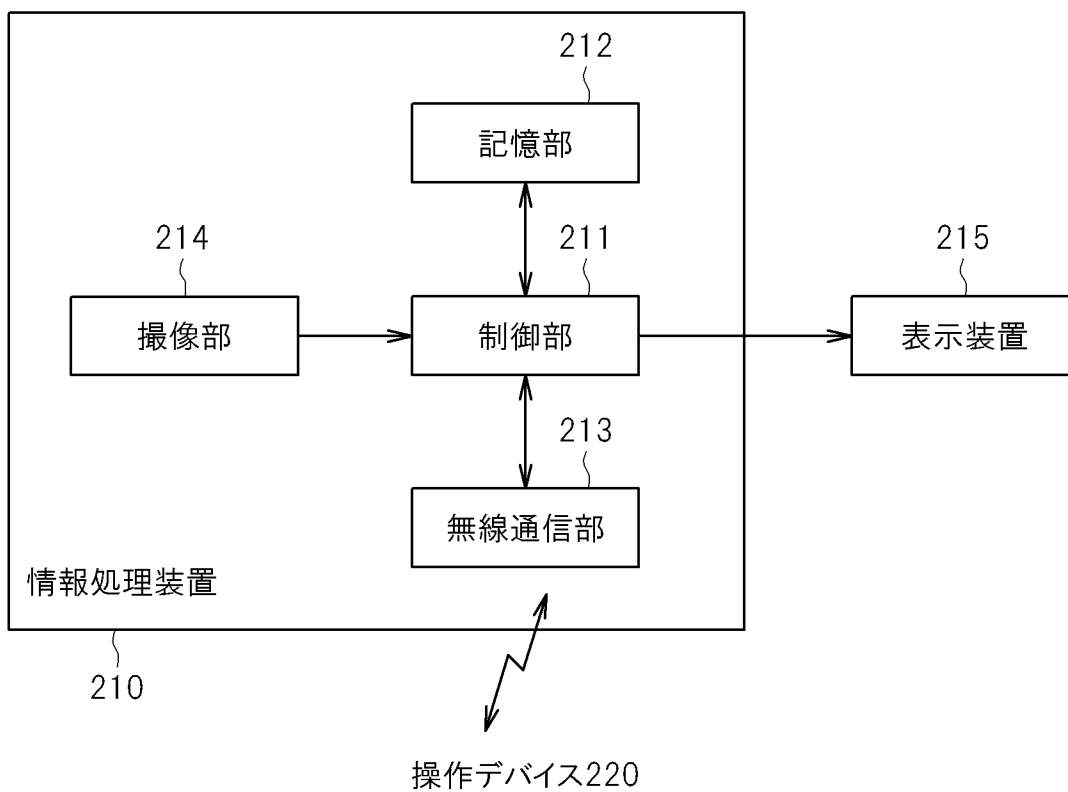 212
記憶部
214
211
215
撮像部
制御部
表示装置
213
無線通信部
情報処理装置
210
操作デバイス220